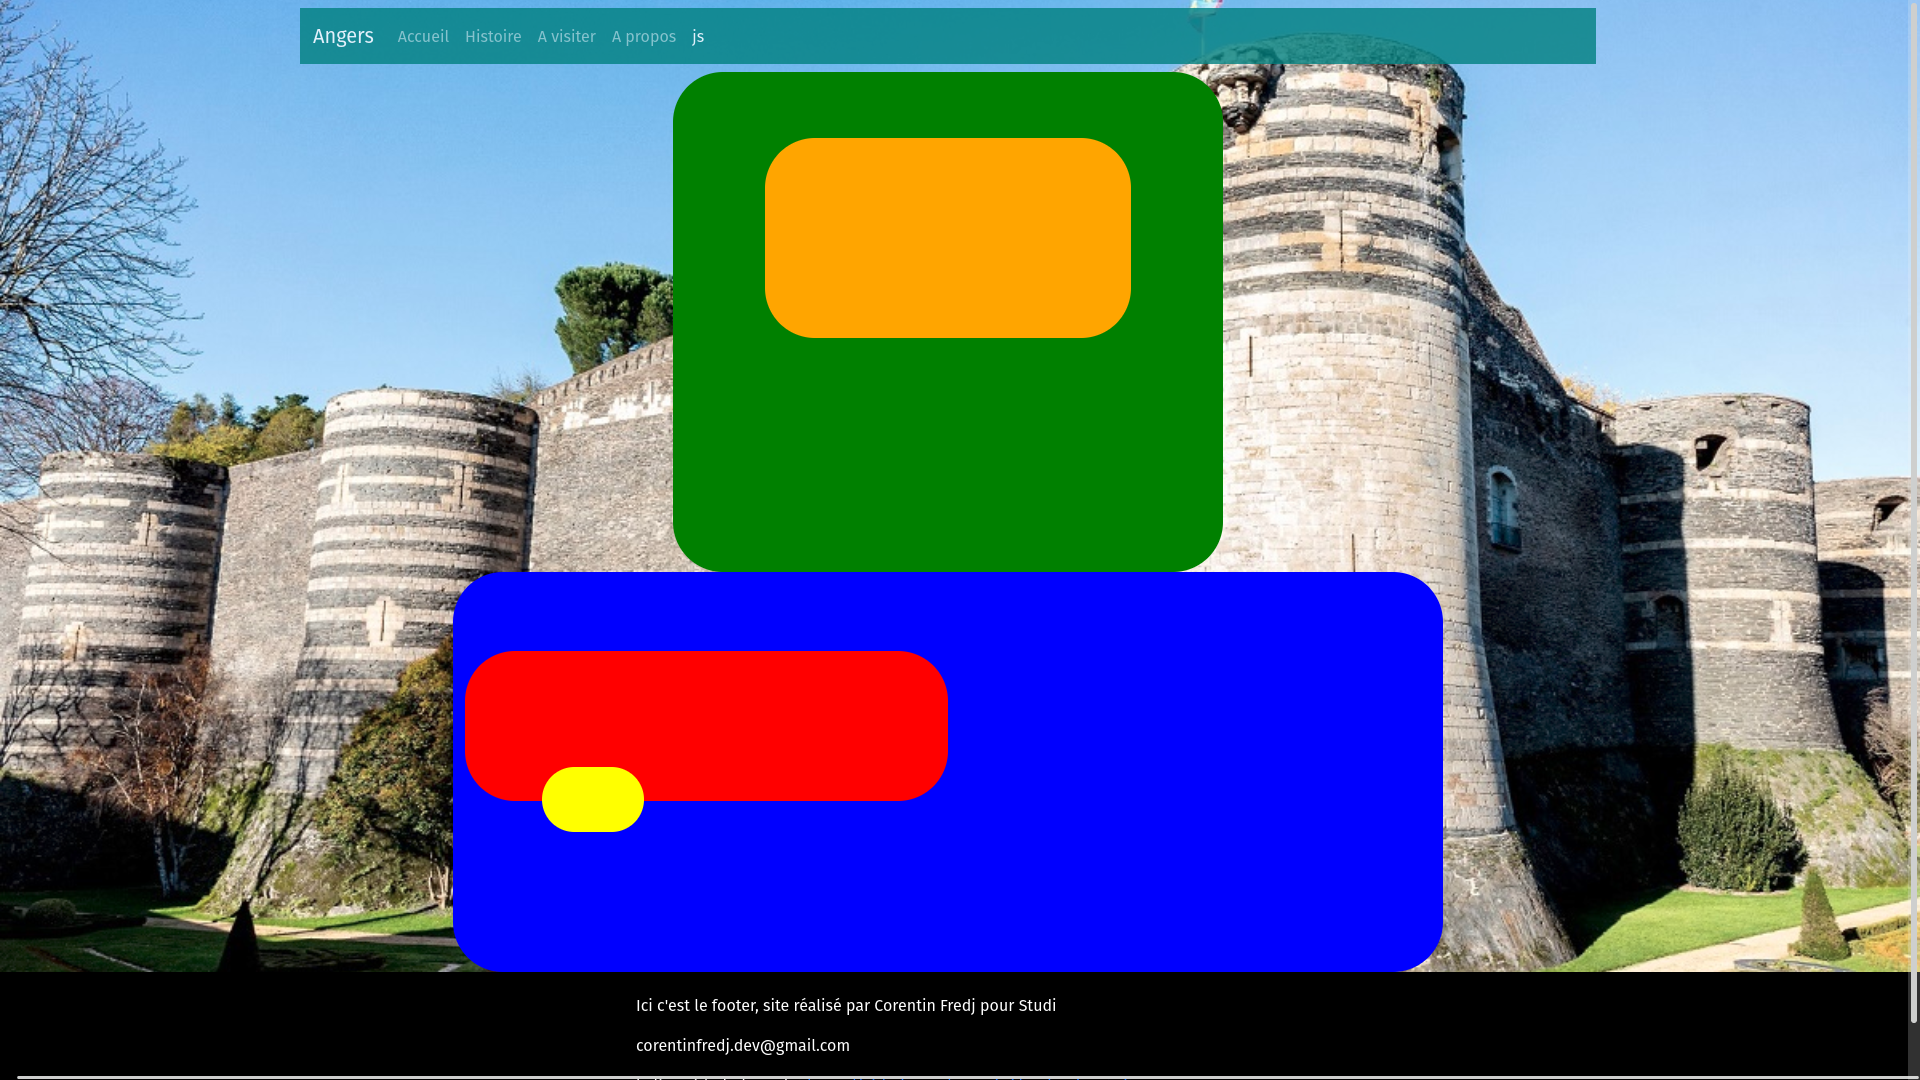 Angers Accueil Histoire A visiter A propos js
Ici c'est le footer, site réalisé par Corentin Fredj pour Studi
corentinfredj.dev@gmail.com